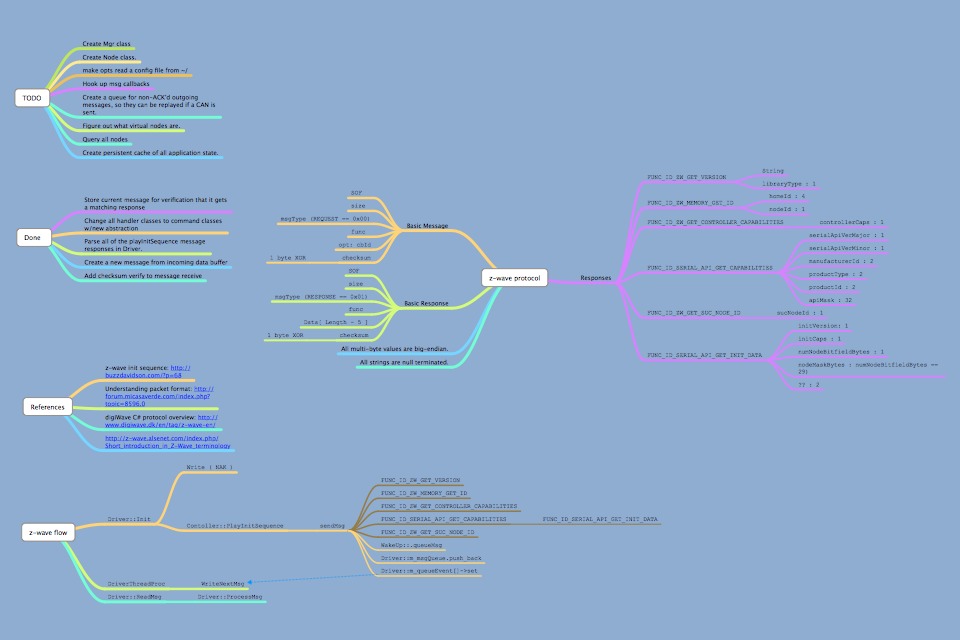 TODO
Create Mgr class
Create Node class.
make opts read a config file from ~/
Hook up msg callbacks
Create a queue for non-ACK'd outgoing
messages, so they can be replayed if a CAN is
sent.
Figure out what virtual nodes are.
Query all nodes
Create persistent cache of all application state.
Done
Store current message for verification that it gets
a matching response
Change all handler classes to command classes
w/new abstraction
Parse all of the playInitSequence message
responses in Driver.
Create a new message from incoming data buffer
Add checksum verify to message receive
References
z-wave init sequence: http://
buzzdavidson.com/?p=68
Understanding packet format: http://
forum.micasaverde.com/index.php?
topic=8596.0
digiWave C# protocol overview: http://
www.digiwave.dk/en/tag/z-wave-en/
http://z-wave.alsenet.com/index.php/
Short_introduction_in_Z-Wave_terminology
z-wave protocol
Basic Message
SOF
size
msgType (REQUEST == 0x00)
func
opt: cbId
1 byte XOR checksum
Basic Response
SOF
size
msgType (RESPONSE == 0x01)
func
Data[ Length - 5 ]
1 byte XOR checksum
All multi-byte values are big-endian.
All strings are null terminated.
Responses
FUNC_ID_ZW_GET_VERSION
String
libraryType : 1
FUNC_ID_ZW_MEMORY_GET_ID
homeId : 4
nodeId : 1
FUNC_ID_ZW_GET_CONTROLLER_CAPABILITIES
controllerCaps : 1
FUNC_ID_SERIAL_API_GET_CAPABILITIES
serialApiVerMajor : 1
serialApiVerMinor : 1
manufacturerId : 2
productType : 2
productId : 2
apiMask : 32
FUNC_ID_ZW_GET_SUC_NODE_ID
sucNodeId : 1
FUNC_ID_SERIAL_API_GET_INIT_DATA
initVersion: 1
initCaps : 1
numNodeBitfieldBytes : 1
nodeMaskBytes : numNodeBitfieldBytes ==
29)
?? : 2
z-wave flow
Driver::Init
Write ( NAK )
Contoller::PlayInitSequence
sendMsg
FUNC_ID_ZW_GET_VERSION
FUNC_ID_ZW_MEMORY_GET_ID
FUNC_ID_ZW_GET_CONTROLLER_CAPABILITIES
FUNC_ID_SERIAL_API_GET_CAPABILITIES
FUNC_ID_SERIAL_API_GET_INIT_DATA
FUNC_ID_ZW_GET_SUC_NODE_ID
WakeUp::.queueMsg
Driver::m_msgQueue.push_back
Driver::m_queueEvent[]->set
DriverThreadProc
WriteNextMsg
Driver::ReadMsg
Driver::ProcessMsg